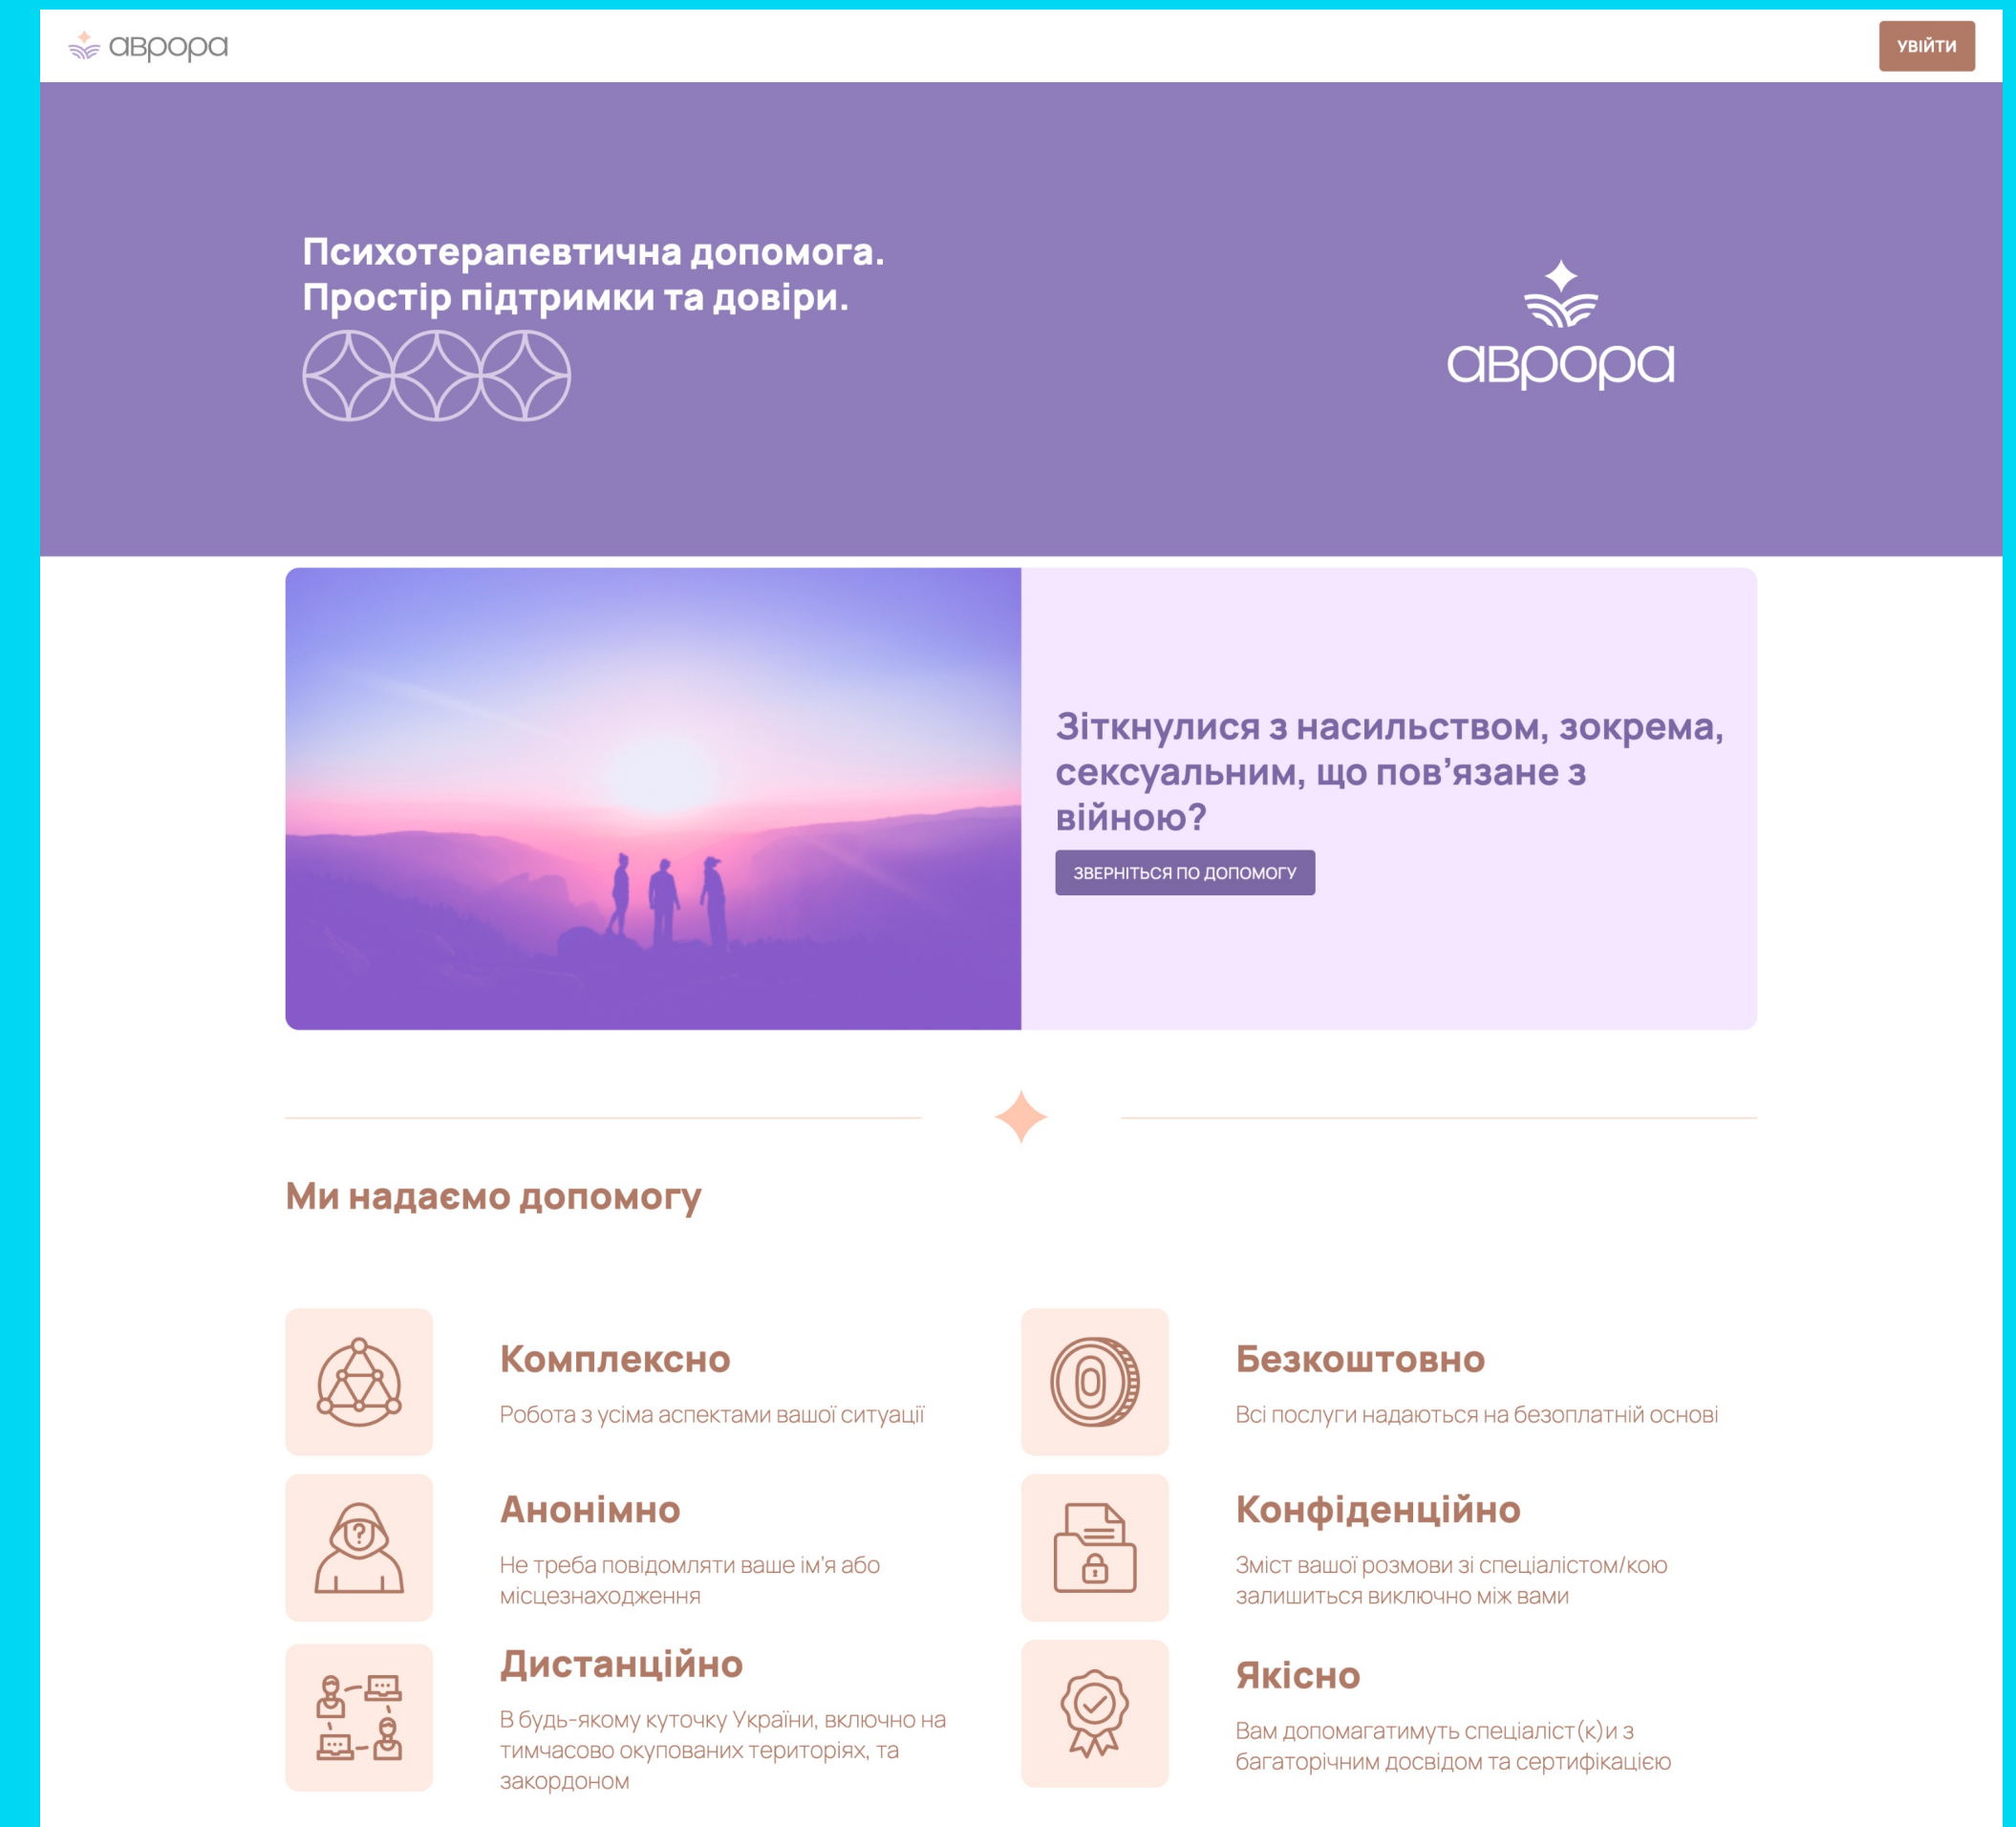 аврора
УВІЙТИ
Психотерапевтична допомога.
Простір підтримки та довіри.
аврора
Зіткнулися з насильством, зокрема,
сексуальним, що пов’язане з
війною?
ЗВЕРНІТЬСЯ ПО ДОПОМОГУ
Ми надаємо допомогу
Комплексно
Робота з усіма аспектами вашої ситуації
Безкоштовно
0
Всі послуги надаються на безоплатній основі
Анонімно
?
Не треба повідомляти ваше ім'я або
місцезнаходження
Конфіденційно
Зміст вашої розмови зі спеціалістом/кою
залишиться виключно між вами
Дистанційно
В будь-якому куточку України, включно на
тимчасово окупованих територіях, та
закордоном
Якісно
Вам допомагатимуть спеціаліст(к)и з
багаторічним досвідом та сертифікацією